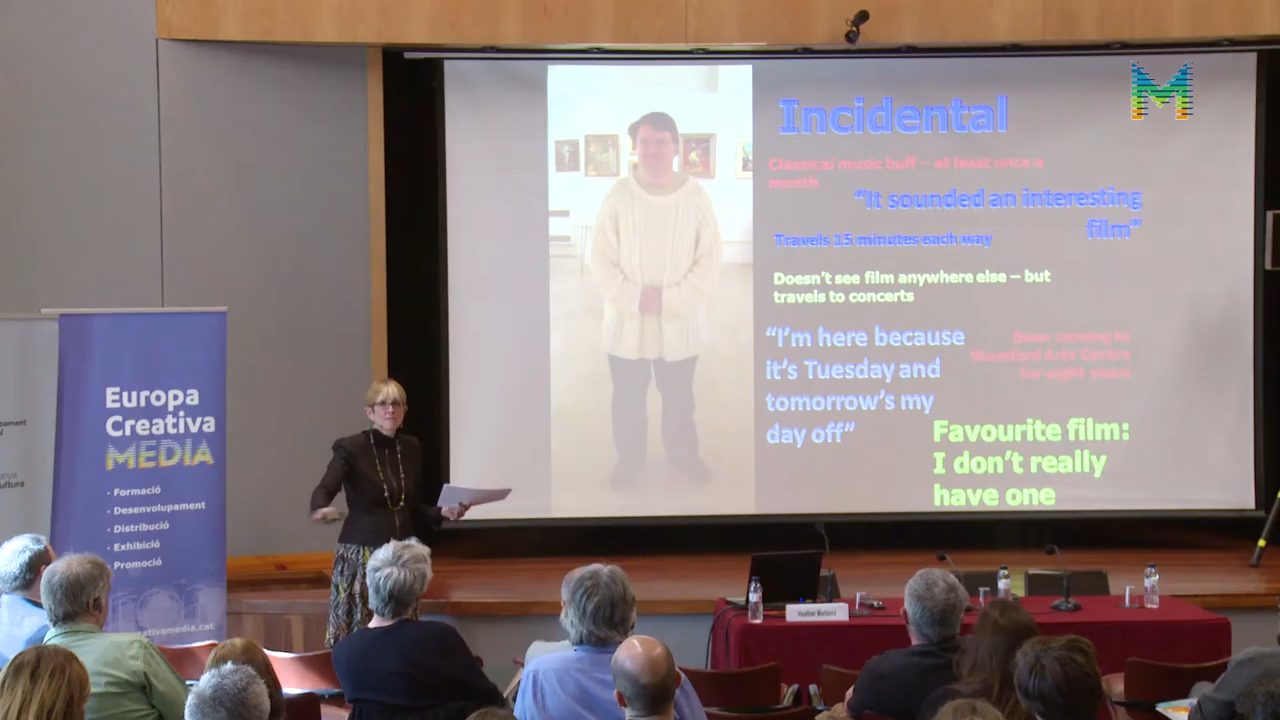 Incidental
Classical music buff – at least once a
month
"It sounded an interesting
film"
Travels 15 minutes each way
Doesn't see film anywhere else – but
travels to concerts
"I'm here because
it's Tuesday and
tomorrow's my
day off"
Been coming to
Arts Centre
for eight years
Favourite film:
I don't really
have one
M
Europa
Creativa
MEDIA
· Formació
· Desenvolupament
· Distribució
· Exhibició
· Promoció
Heather Maitland